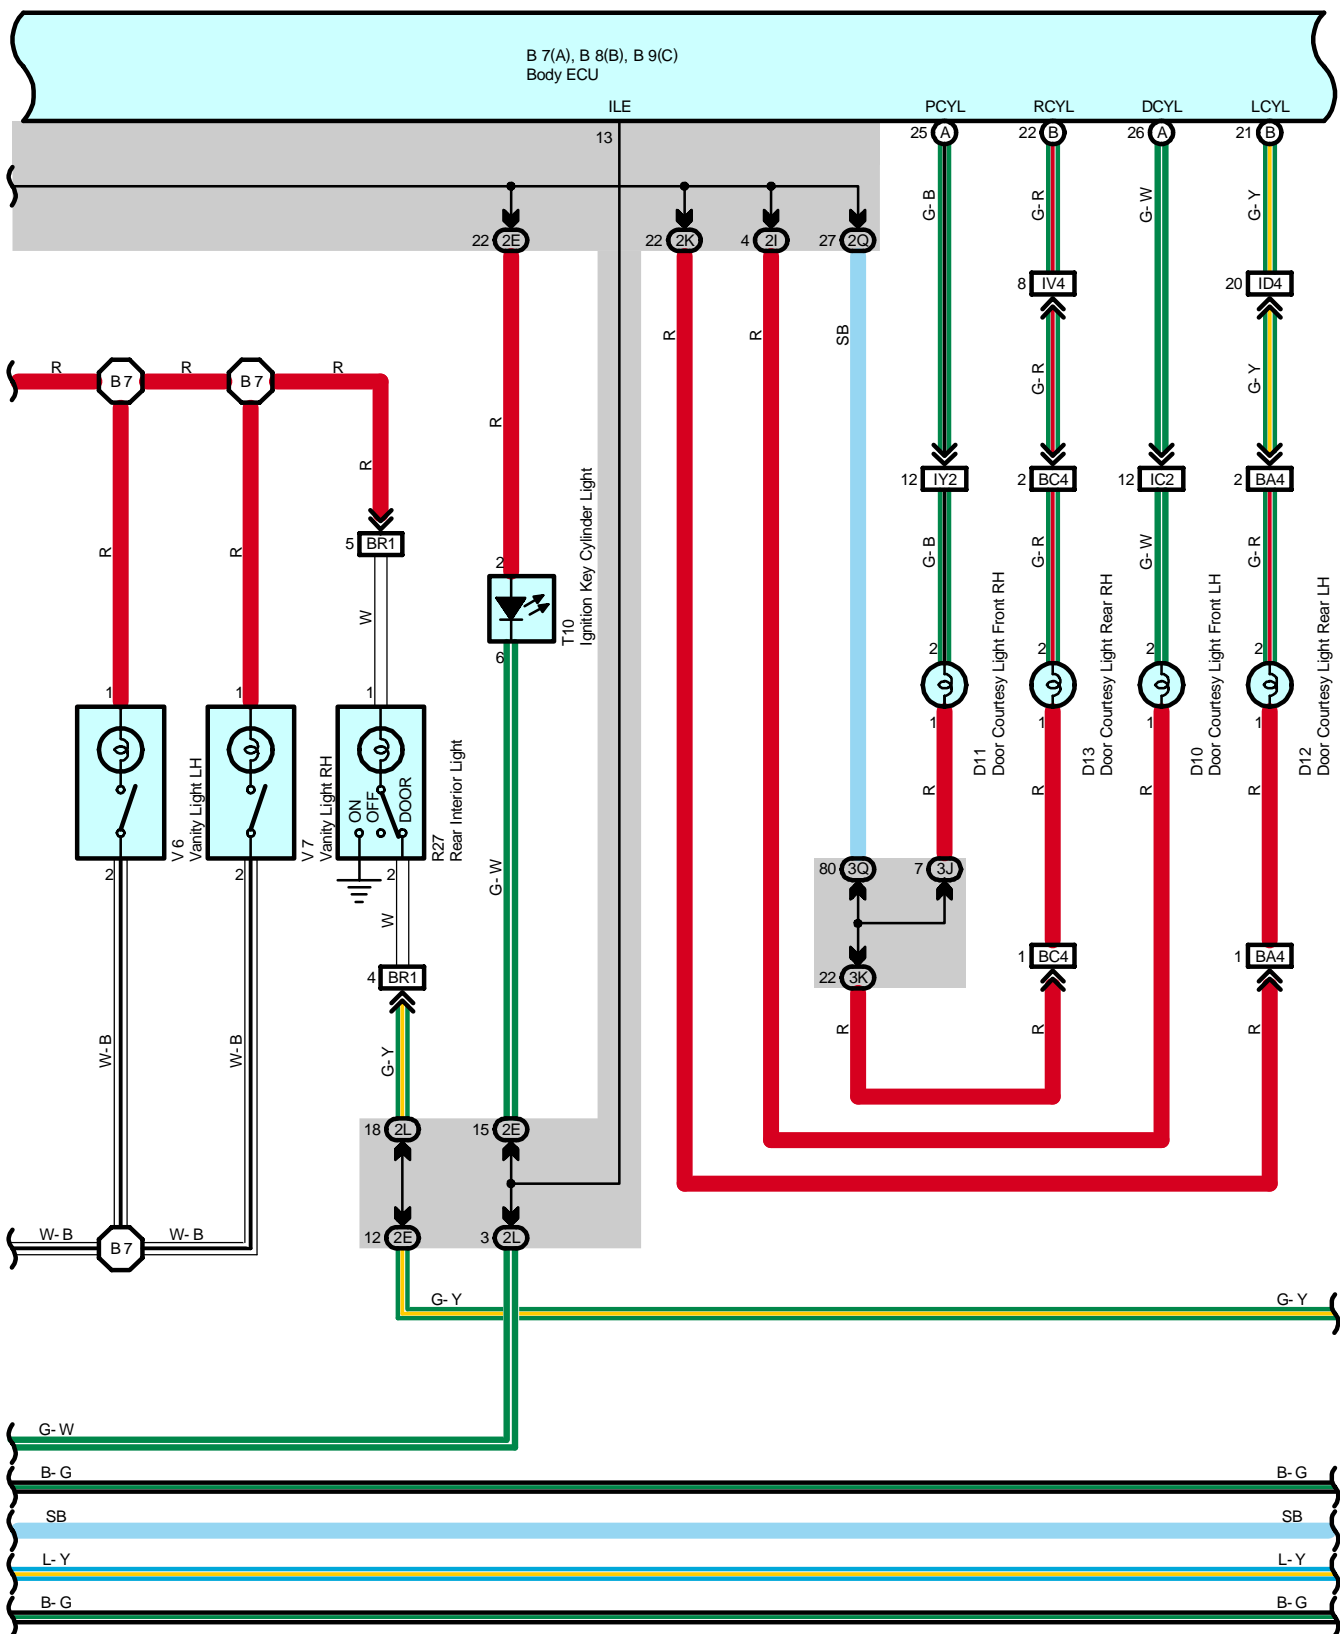 B 7(A), B 8(B), B 9(C)
Body ECU
ILE
PCYL
RCYL
DCYL
LCYL
13
25 A
22 B
26 A
21 B
G- B
G- R
G- W
G- Y
22 2E
22 2K
4 2I
27 2Q
8 IV4
20 ID4
R
R
SB
R
R
R
G- R
G- Y
B 7
B 7
R
R
R
R
R
12 IY2
2 BC4
12 IC2
2 BA4
5 BR1
W
G- B
G- R
G- W
G- R
2
T10
Ignition Key Cylinder Light
6
2
2
2
2
1
1
1
1
1
1
1
D11
Door Courtesy Light Front RH
D13
Door Courtesy Light Rear RH
D10
Door Courtesy Light Front LH
D12
Door Courtesy Light Rear LH
V 6
Vanity Light LH
V 7
Vanity Light RH
ON
OFF
DOOR
R27
Rear Interior Light
R
R
R
R
2
2
2
G- W
W
80 3Q
7 3J
4 BR1
22 3K
1 BC4
1 BA4
W- B
W- B
G- Y
R
R
R
18 2L
15 2E
12 2E
3 2L
W- B
B 7
W- B
G- Y
G- Y
G- W
B- G
B- G
SB
SB
L- Y
L- Y
B- G
B- G